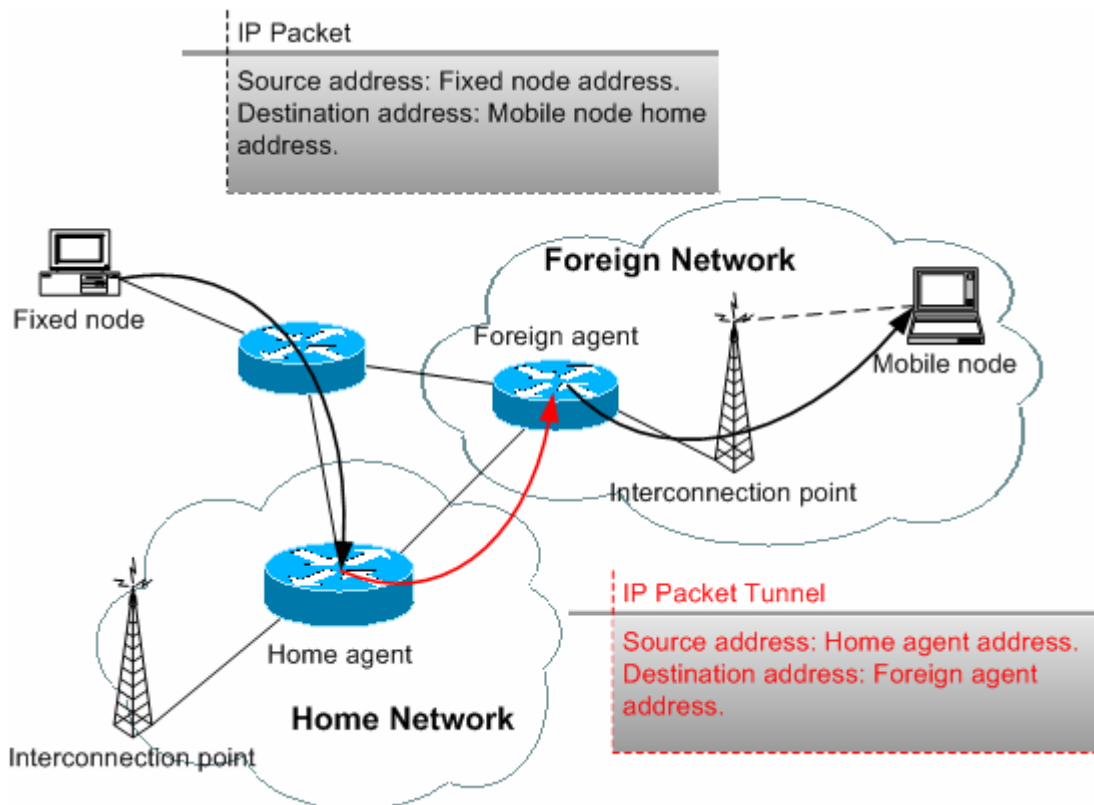 IP Packet
Source address: Fixed node address.
Destination address: Mobile node home
address.
Foreign Network
Fixed node
Foreign agent
Mobile node
Interconnection point
IP Packet Tunnel
Source address: Home agent address.
Destination address: Foreign agent
address.
Home agent
Home Network
Interconnection point